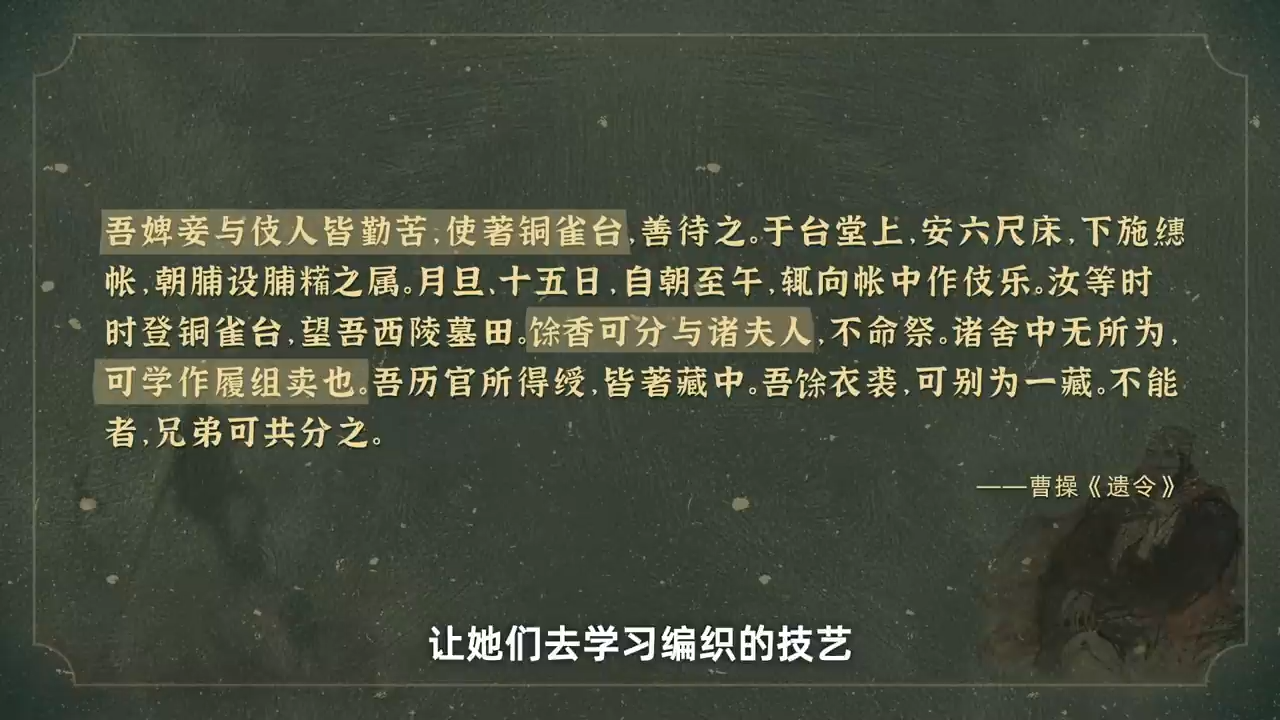 吾婢妾与伎人皆勤苦,使著铜雀台,善待之。于台堂上,安六尺床,下施繐
帐,朝脯设脯糒之属。月旦、十五日,自朝至午,辄向帐中作伎乐。汝等时
时登铜雀台,望吾西陵墓田。馀香可分与诸夫人,不命祭。诸舍中无所为,
可学作履组卖也。吾历官所得绶,皆著藏中。吾馀衣裘,可别为一藏。不能
者,兄弟可共分之。
——曹操《遗令》
让她们去学习编织的技艺